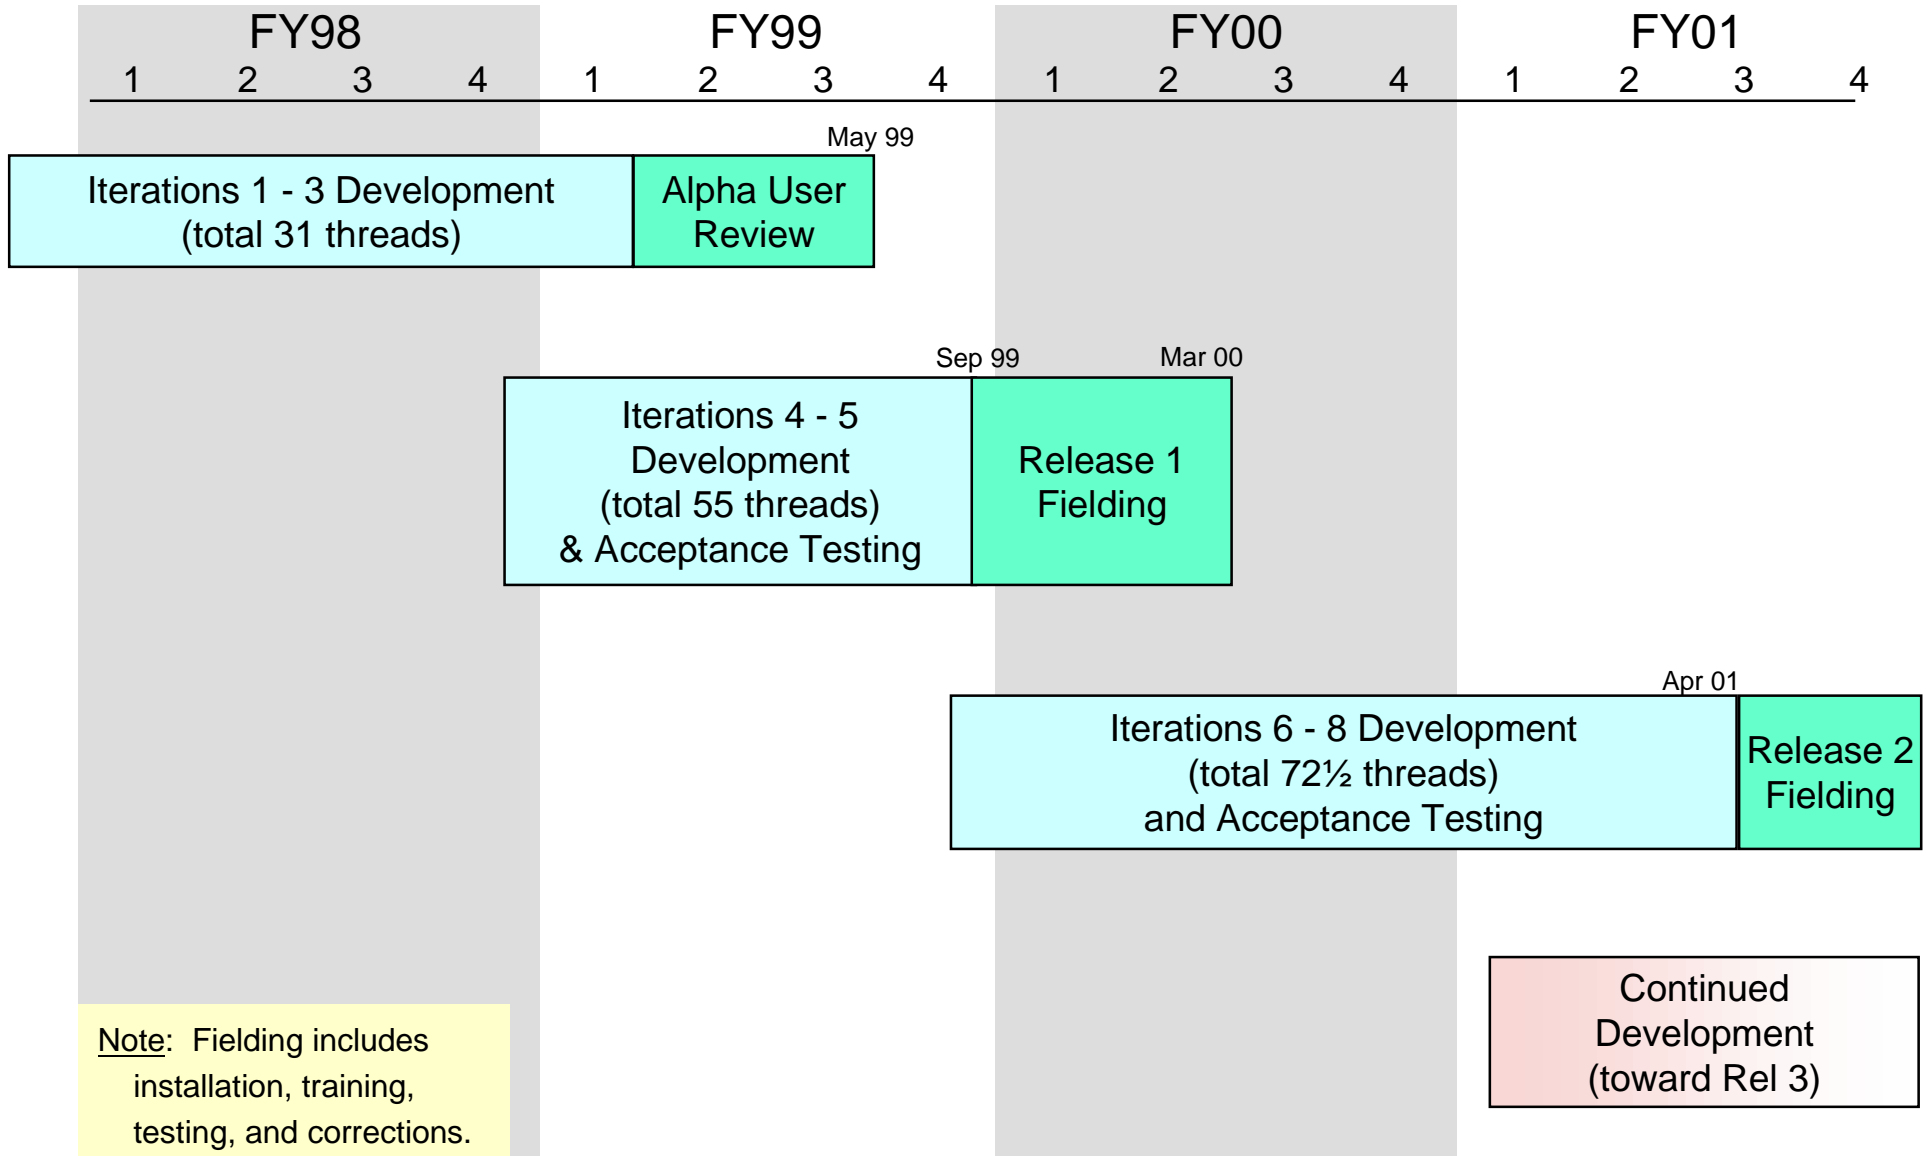 FY98 FY99 FY00 FY01
1 2 3 4 1 2 3 4 1 2 3 4 1 2 3 4
May 99
Iterations 1 - 3 Development
(total 31 threads)
Alpha User
Review
Sep 99
Mar 00
Iterations 4 - 5
Development
(total 55 threads)
& Acceptance Testing
Release 1
Fielding
Apr 01
Iterations 6 - 8 Development
(total 72½ threads)
and Acceptance Testing
Release 2
Fielding
Continued
Development
(toward Rel 3)
Note: Fielding includes
installation, training,
testing, and corrections.